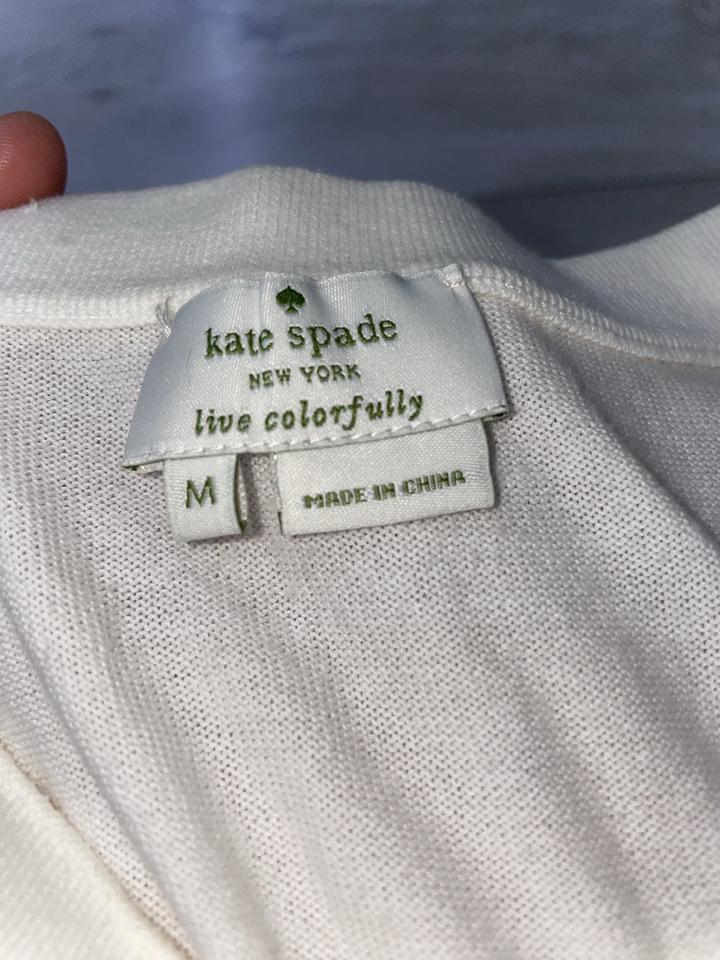 kate spade
NEW YORK
live colorfully
M
MADE IN CHINA